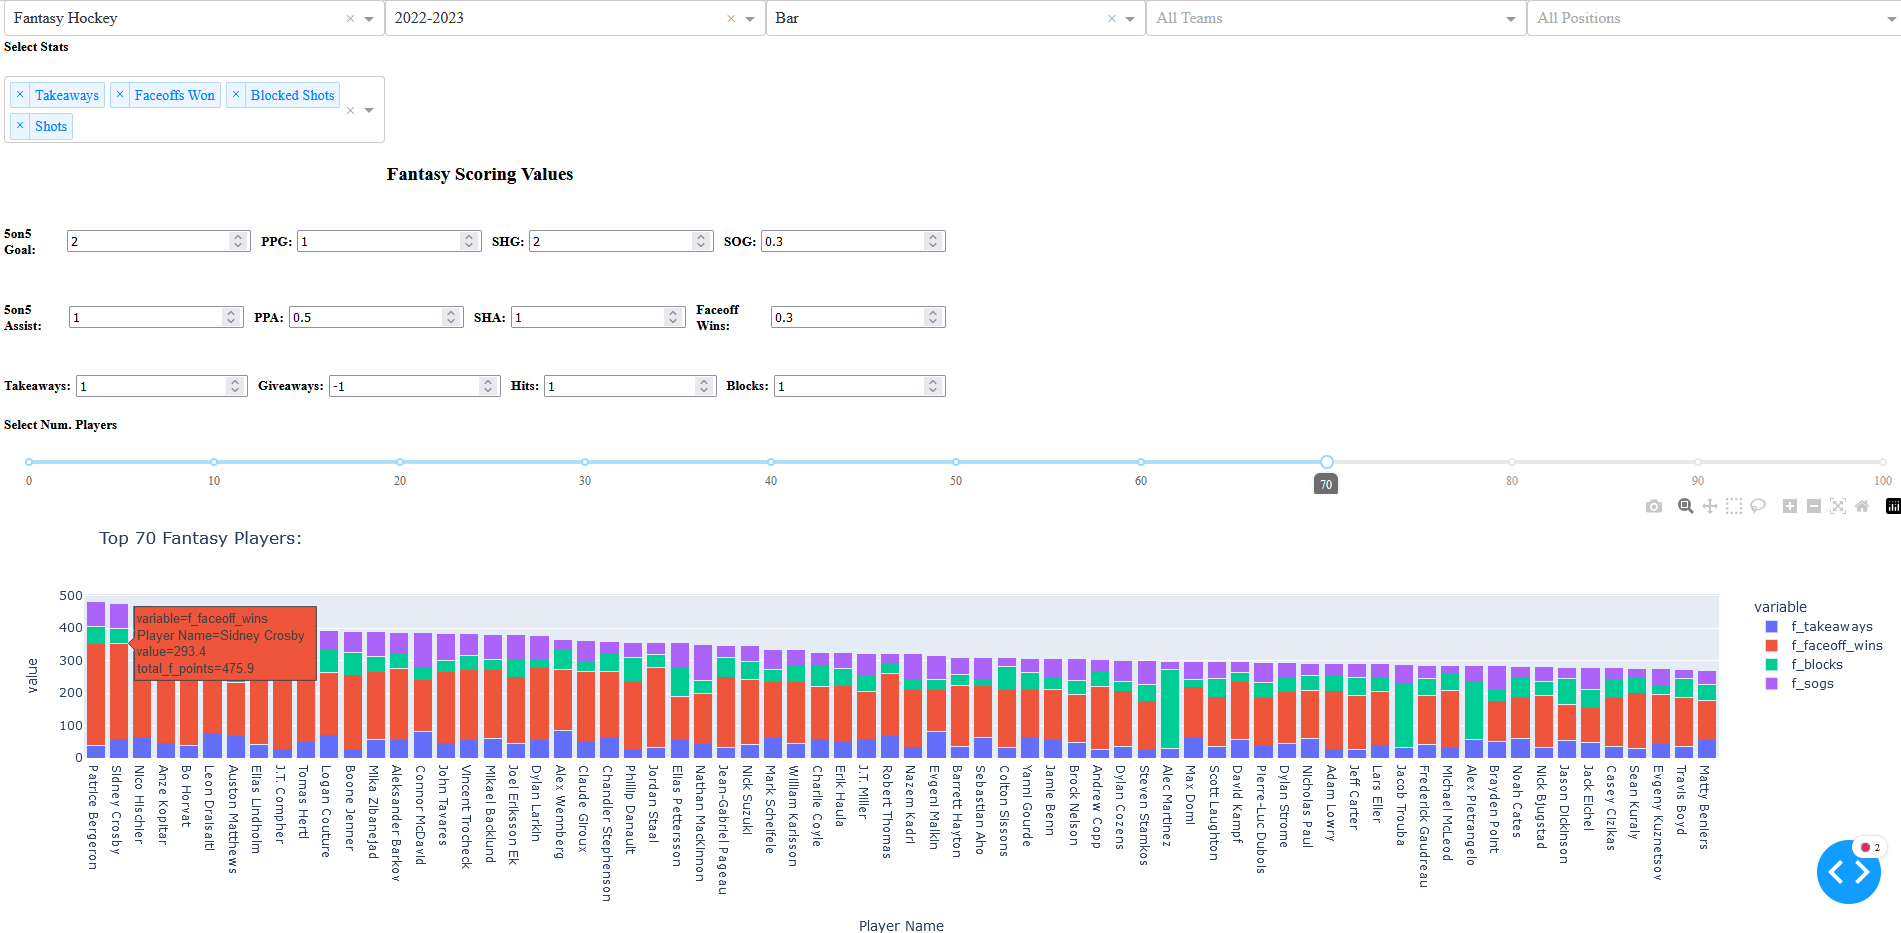 Fantasy Hockey × 2022-2023 × Bar × All Teams All Positions
Select Stats
× Takeaways × Faceoffs Won × Blocked Shots ×
× Shots
Fantasy Scoring Values
5on5 Goal: 2 PPG: 1 SHG: 2 SOG: 0.3
5on5 Assist: 1 PPA: 0.5 SHA: 1 Faceoff Wins: 0.3
Takeaways: 1 Giveaways: -1 Hits: 1 Blocks: 1
Select Num. Players
0 10 20 30 40 50 60 70 80 90 100
Top 70 Fantasy Players:
500
400
300
200
100
0
value
variable=f_faceoff_wins
Player Name=Sidney Crosby
value=293.4
total_f_points=475.9
variable
f_takeaways
f_faceoff_wins
f_blocks
f_sogs
Patrice Bergeron
Sidney Crosby
Nico Hischier
Anze Kopitar
Bo Horvat
Leon Draisaitl
Auston Matthews
Elias Lindholm
J.T. Compher
Tomas Hertl
Logan Couture
Boone Jenner
Mika Zibanejad
Aleksander Barkov
Connor McDavid
John Tavares
Vincent Trocheck
Mikael Backlund
Joel Eriksson Ek
Dylan Larkin
Alex Wennberg
Claude Giroux
Chandler Stephenson
Phillip Danault
Jordan Staal
Elias Pettersson
Nathan MacKinnon
Jean-Gabriel Pageau
Nick Suzuki
Mark Scheifele
William Karlsson
Charlie Coyle
Erik Haula
J.T. Miller
Robert Thomas
Nazem Kadri
Evgeni Malkin
Barrett Hayton
Sebastian Aho
Colton Sissons
Yanni Gourde
Jamie Benn
Brock Nelson
Andrew Copp
Dylan Cozens
Steven Stamkos
Alec Martinez
Max Domi
Scott Laughton
David Kampf
Pierre-Luc Dubois
Dylan Strome
Nicholas Paul
Adam Lowry
Jeff Carter
Lars Eller
Jacob Trouba
Frederick Gaudreau
Michael McLeod
Alex Pietrangelo
Brayden Point
Noah Cates
Nick Bjugstad
Jason Dickinson
Jack Eichel
Casey Cizikas
Sean Kuraly
Evgeny Kuznetsov
Travis Boyd
Matty Beniers
Player Name
2